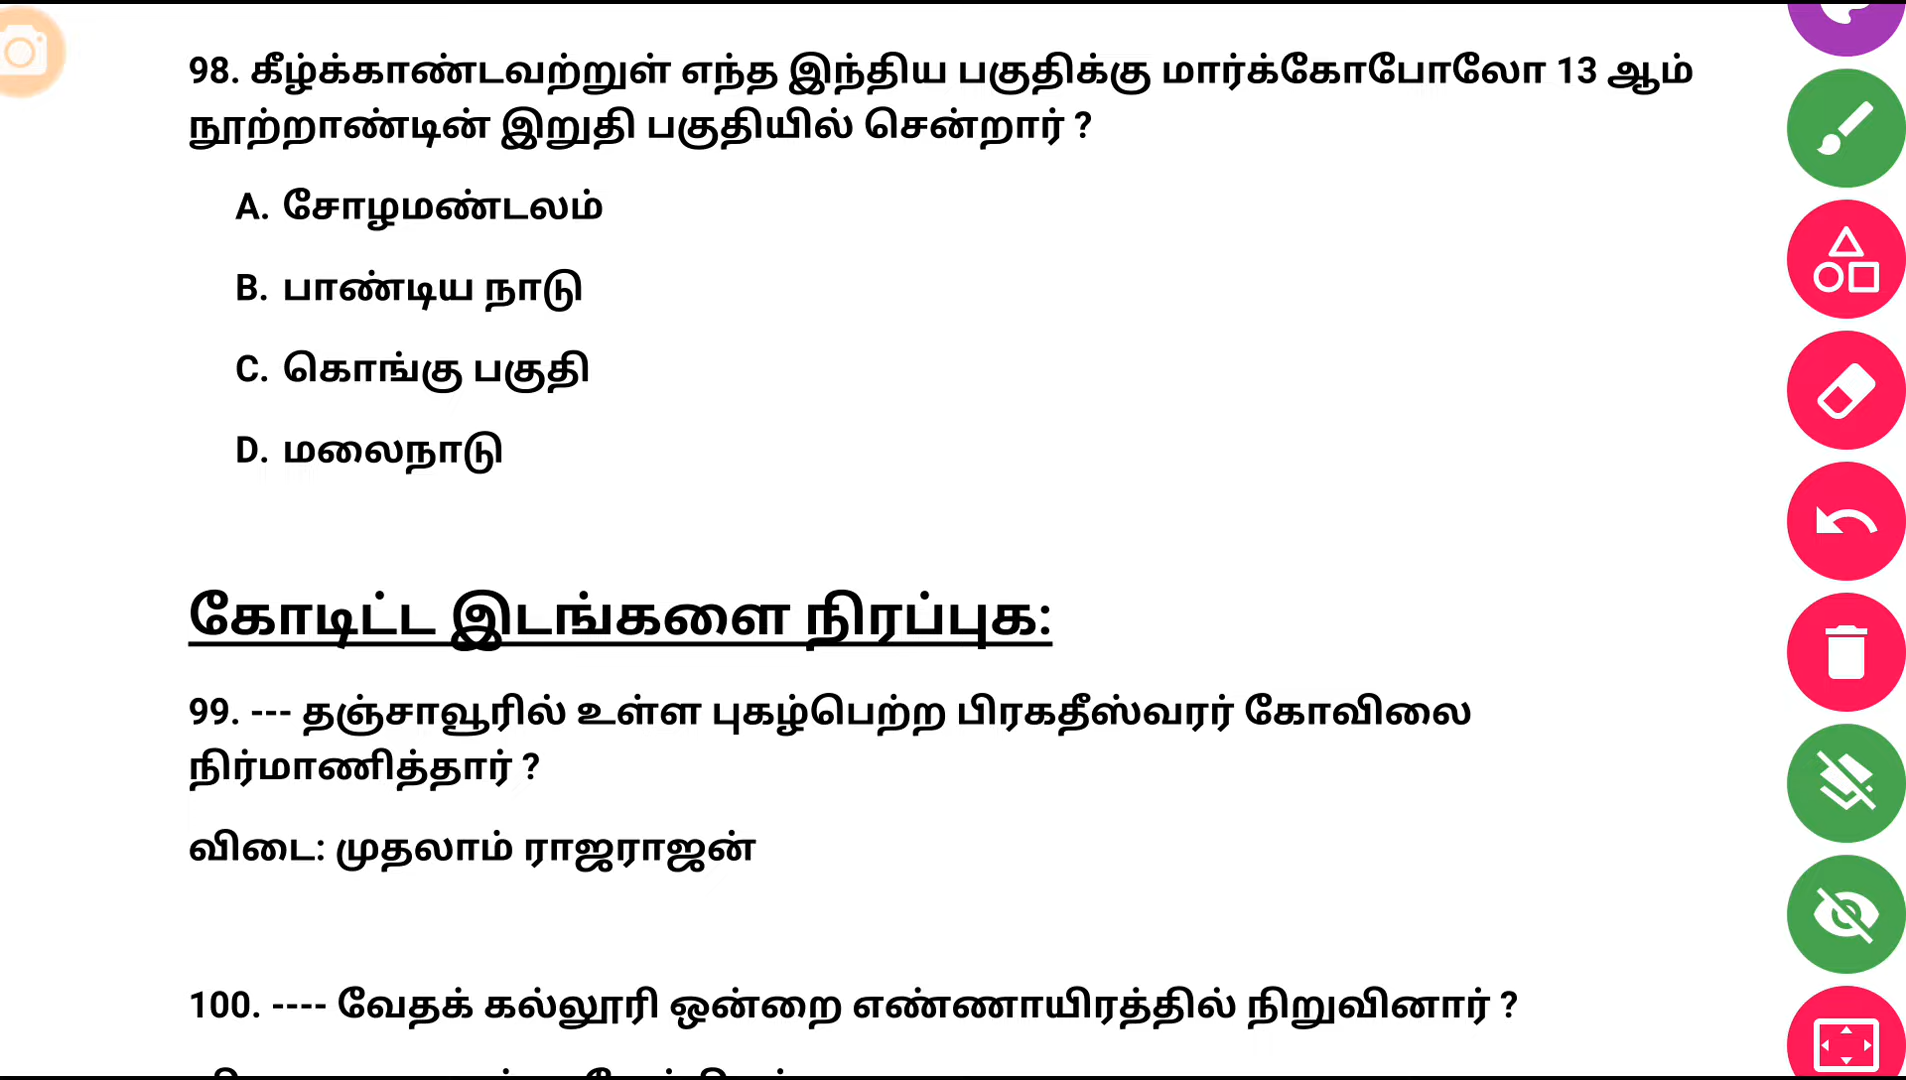 98. கீழ்க்காண்டவற்றுள் எந்த இந்திய பகுதிக்கு மார்க்கோபோலோ 13 ஆம்
நூற்றாண்டின் இறுதி பகுதியில் சென்றார் ?
A. சோழமண்டலம்
B. பாண்டிய நாடு
C. கொங்கு பகுதி
D. மலைநாடு
கோடிட்ட இடங்களை நிரப்புக:
99. --- தஞ்சாவூரில் உள்ள புகழ்பெற்ற பிரகதீஸ்வரர் கோவிலை
நிர்மாணித்தார் ?
விடை: முதலாம் ராஜராஜன்
100. ---- வேதக் கல்லூரி ஒன்றை எண்ணாயிரத்தில் நிறுவினார் ?